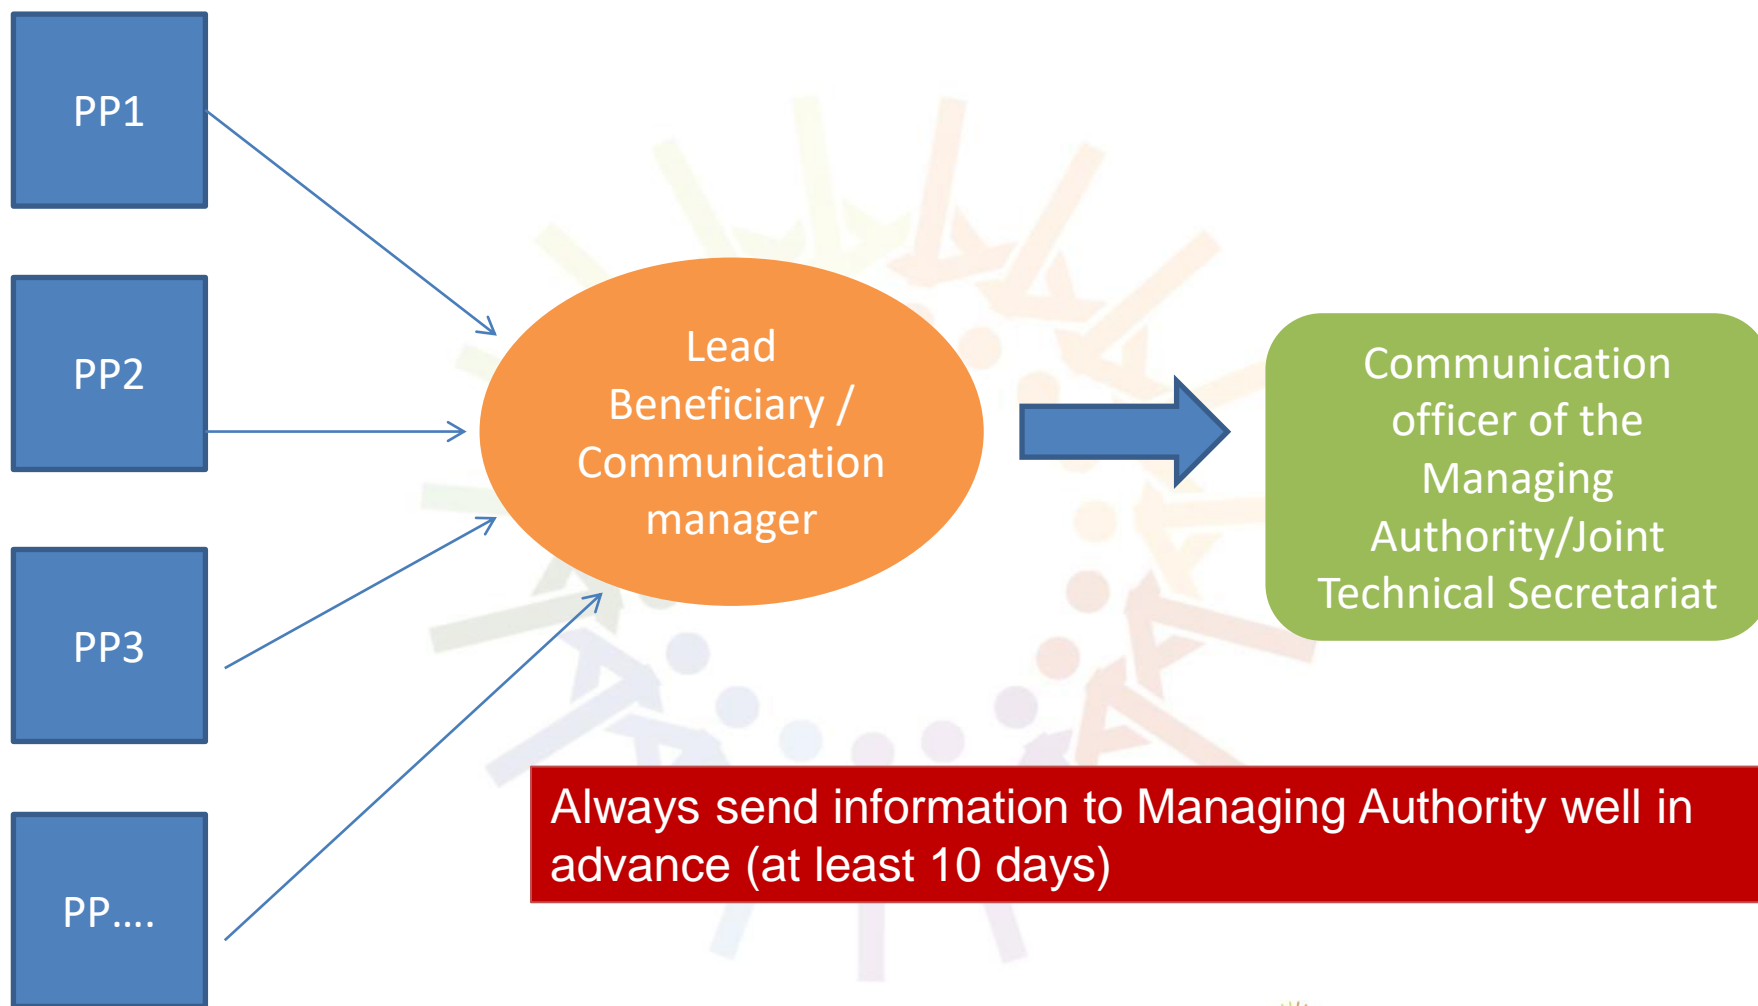 PP1
PP2
PP3
PP....
Lead
Beneficiary /
Communication
manager
Communication
officer of the
Managing
Authority/Joint
Technical Secretariat
Always send information to Managing Authority well in
advance (at least 10 days)